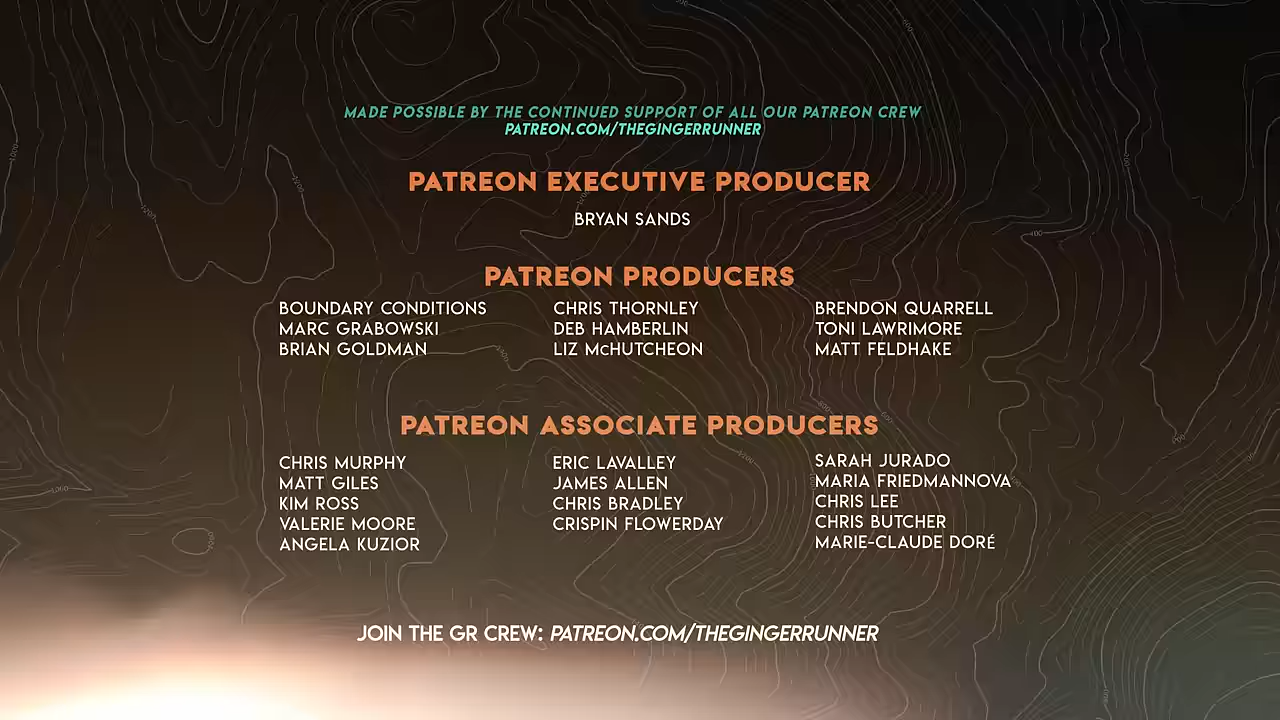 MADE POSSIBLE BY THE CONTINUED SUPPORT OF ALL OUR PATREON CREW
PATREON.COM/THEGINGERRUNNER
PATREON EXECUTIVE PRODUCER
BRYAN SANDS
PATREON PRODUCERS
BOUNDARY CONDITIONS
MARC GRABOWSKI
BRIAN GOLDMAN
CHRIS THORNLEY
DEB HAMBERLIN
LIZ McHUTCHEON
BRENDON QUARRELL
TONI LAWRIMORE
MATT FELDHAKE
PATREON ASSOCIATE PRODUCERS
CHRIS MURPHY
MATT GILES
KIM ROSS
VALERIE MOORE
ANGELA KUZIOR
ERIC LAVALLEY
JAMES ALLEN
CHRIS BRADLEY
CRISPIN FLOWERDAY
SARAH JURADO
MARIA FRIEDMANNOVA
CHRIS LEE
CHRIS BUTCHER
MARIE-CLAUDE DORÉ
JOIN THE GR CREW: PATREON.COM/THEGINGERRUNNER